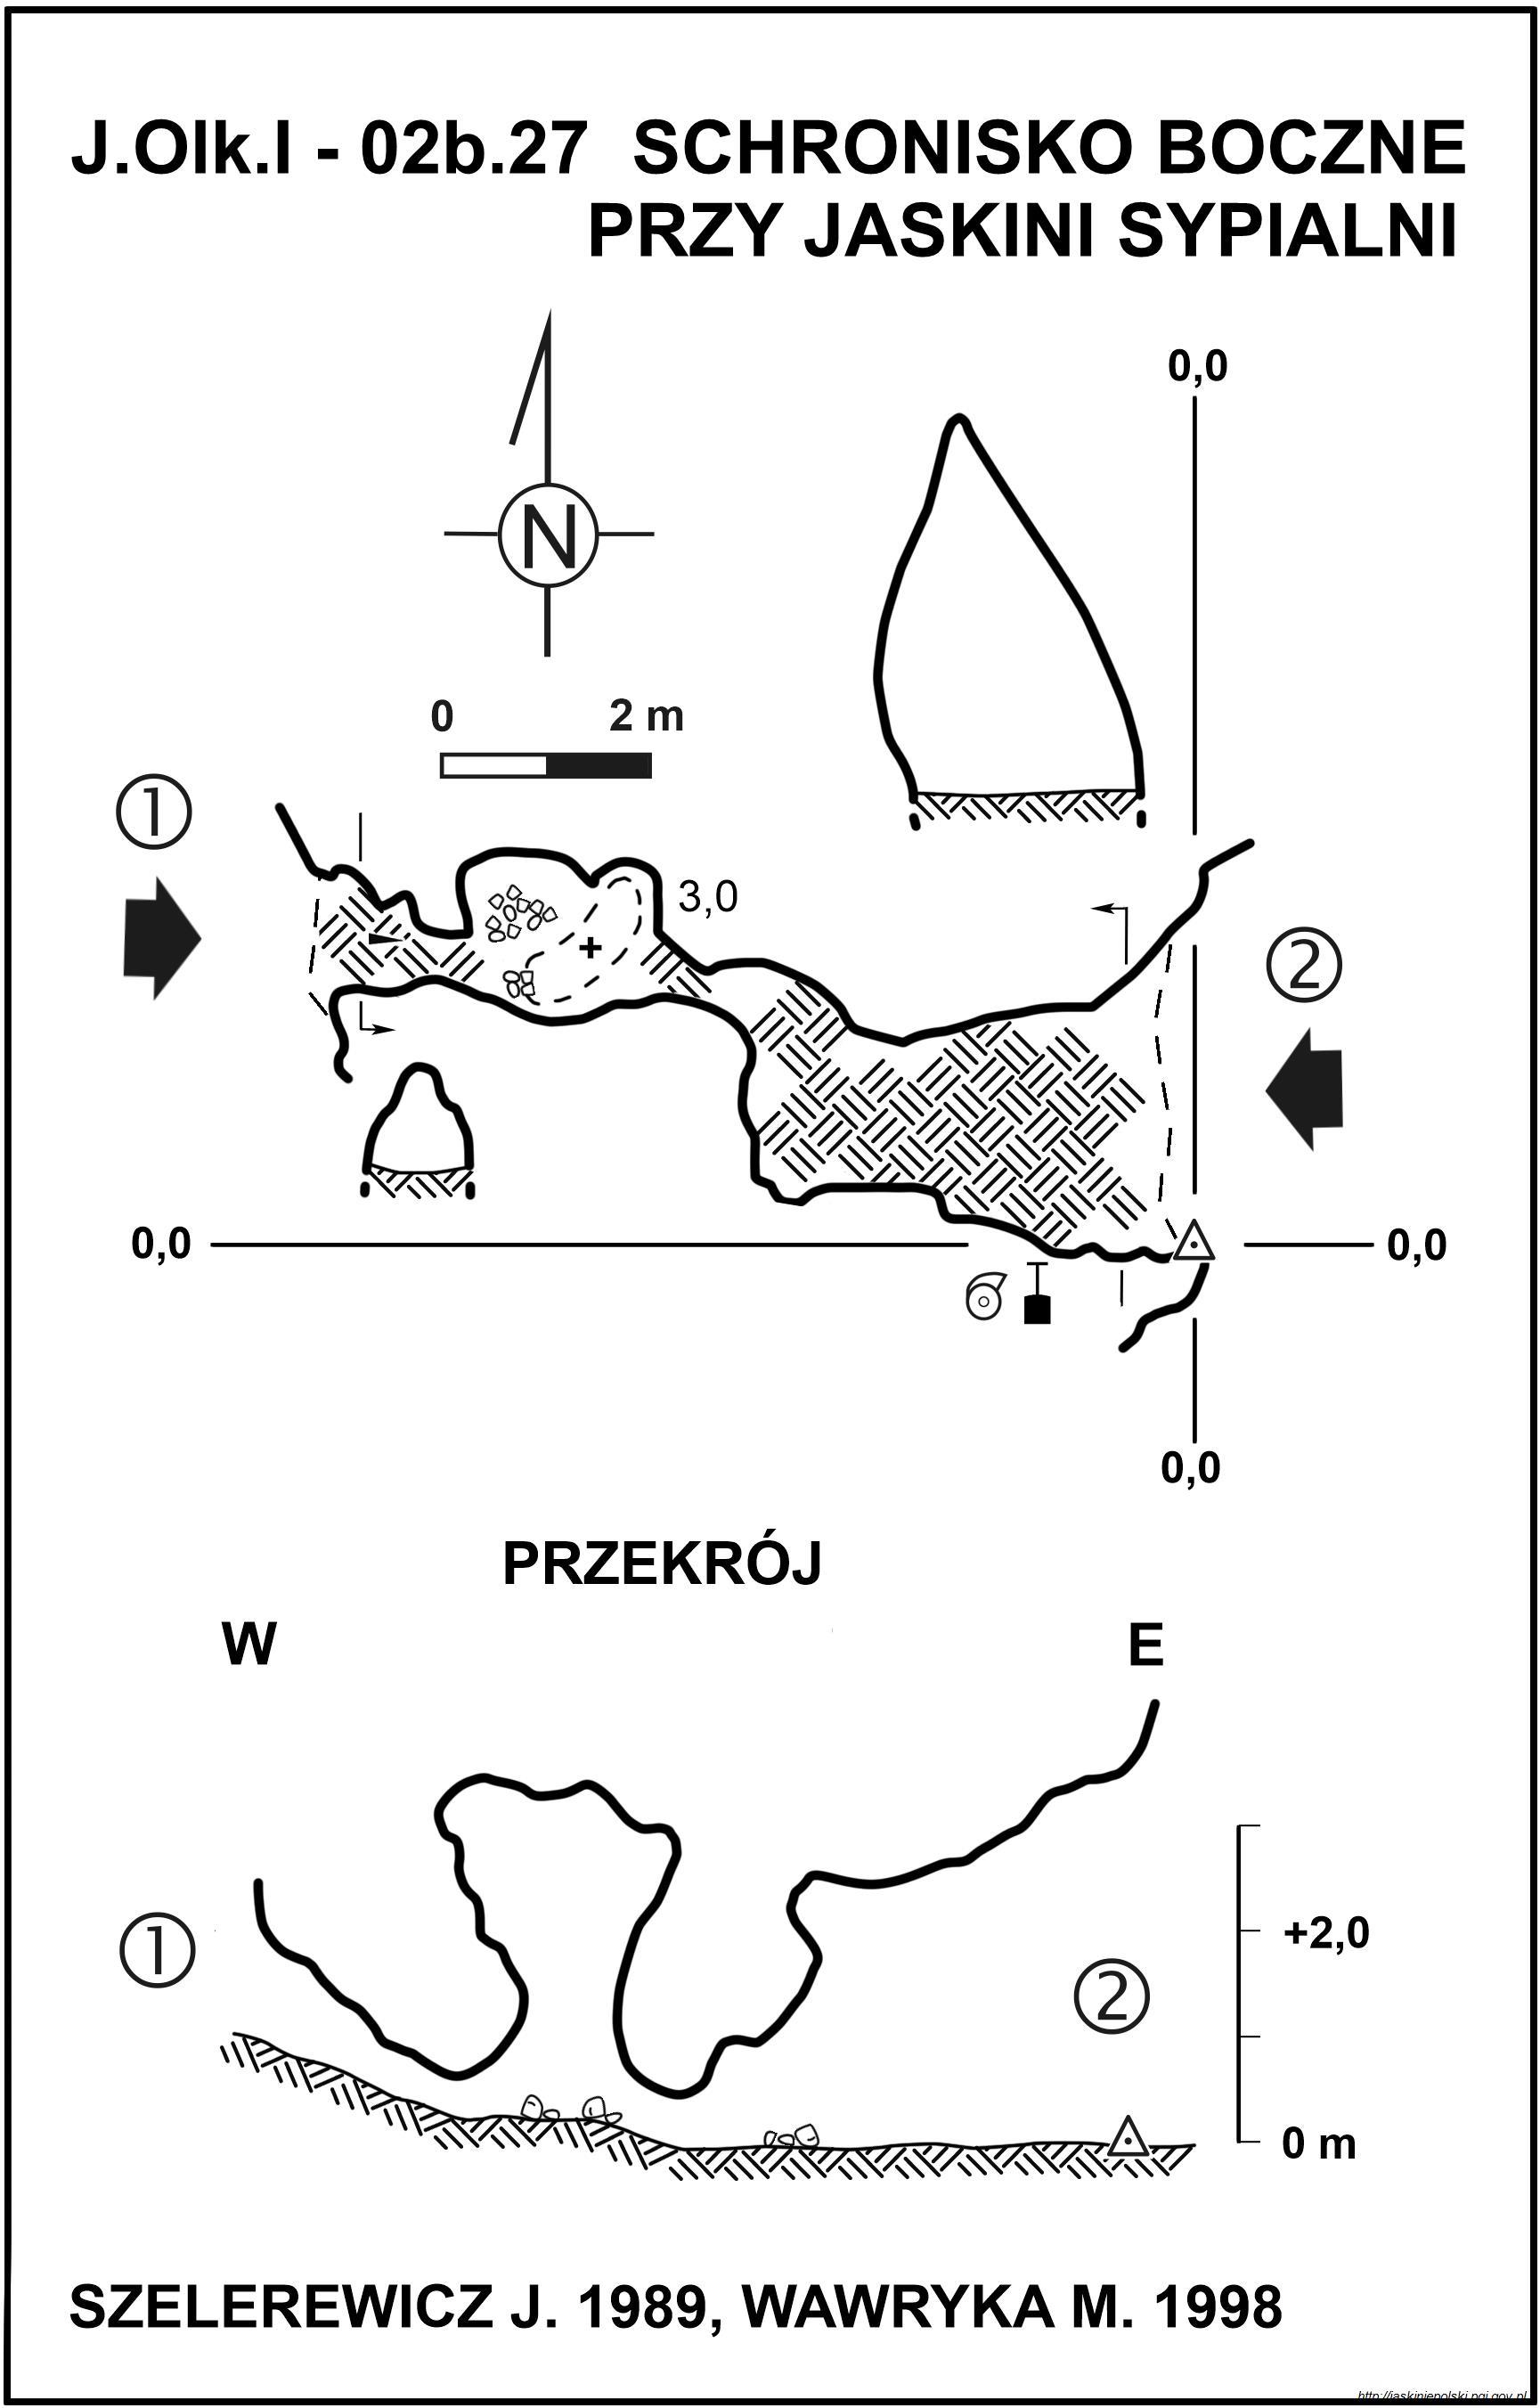 J.Olk.I - 02b.27 SCHRONISKO BOCZNE
PRZY JASKINI SYPIALNI
0,0
N
0 2 m
1
3,0
2
0,0
0,0
0,0
PRZEKRÓJ
W E
1
+2,0
2
0 m
SZELEREWICZ J. 1989, WAWRYKA M. 1998
http://jaskiniepolski.pgi.gov.pl